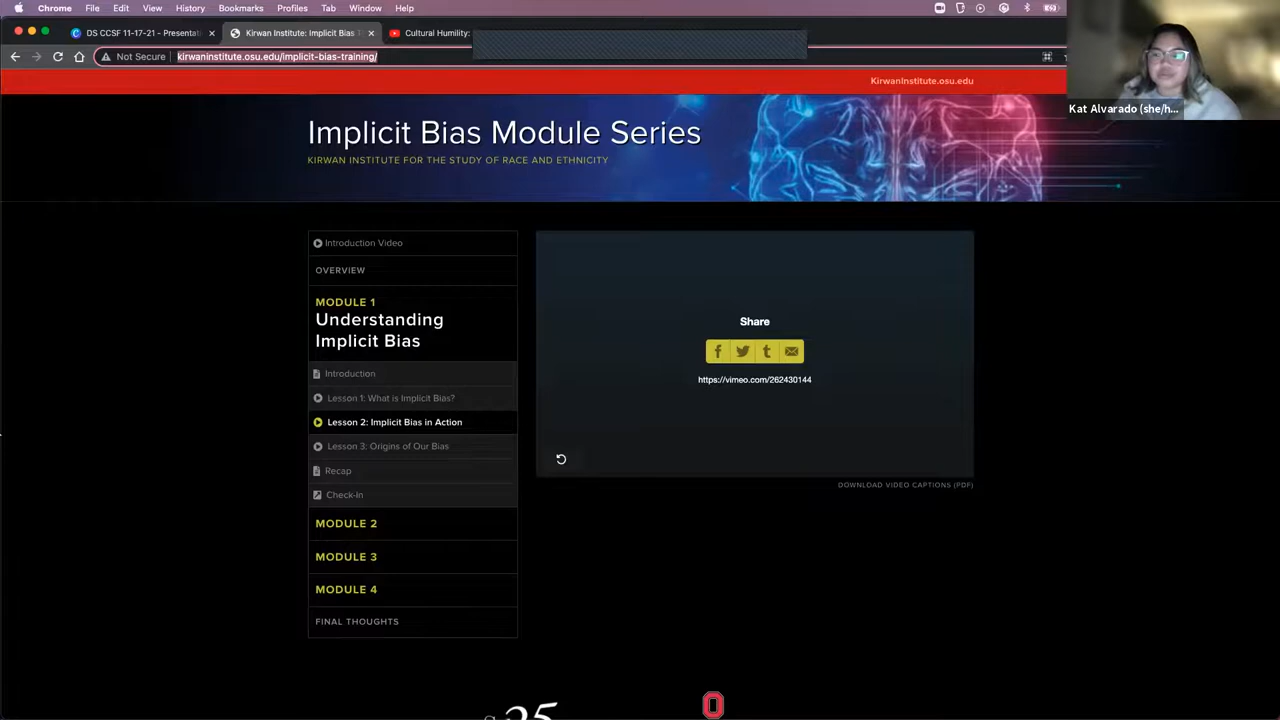 Chrome File Edit View History Bookmarks Profiles Tab Window Help
DS CCSF 11-17-21 - Presentati
Kirwan Institute: Implicit Bias T
Cultural Humility:
Not Secure
kirwaninstitute.osu.edu/implicit-bias-training/
KirwanInstitute.osu.edu
Kat Alvarado (she/h...
Implicit Bias Module Series
KIRWAN INSTITUTE FOR THE STUDY OF RACE AND ETHNICITY
Introduction Video
OVERVIEW
MODULE 1
Understanding
Implicit Bias
Introduction
Lesson 1: What is Implicit Bias?
Lesson 2: Implicit Bias in Action
Lesson 3: Origins of Our Bias
Recap
Check-In
MODULE 2
MODULE 3
MODULE 4
FINAL THOUGHTS
Share
https://vimeo.com/262430144
DOWNLOAD VIDEO CAPTIONS (PDF)